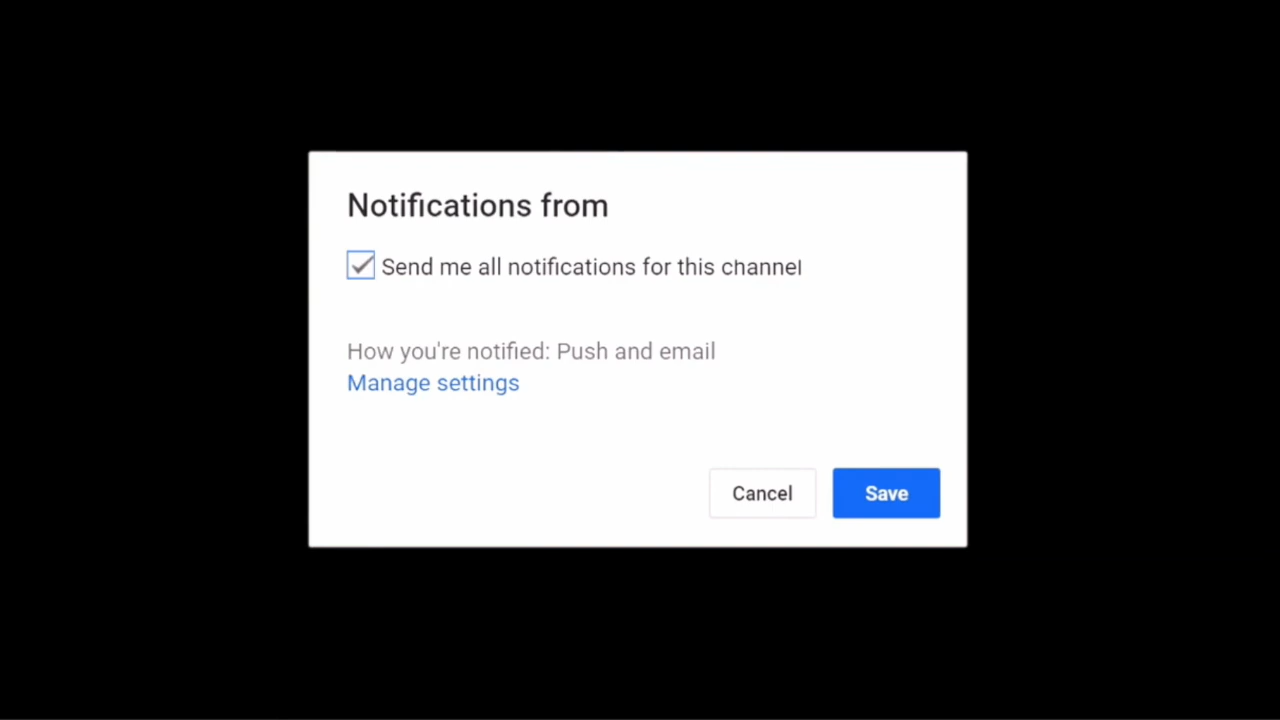 Notifications from
Send me all notifications for this channel
How you're notified: Push and email
Manage settings
Cancel
Save